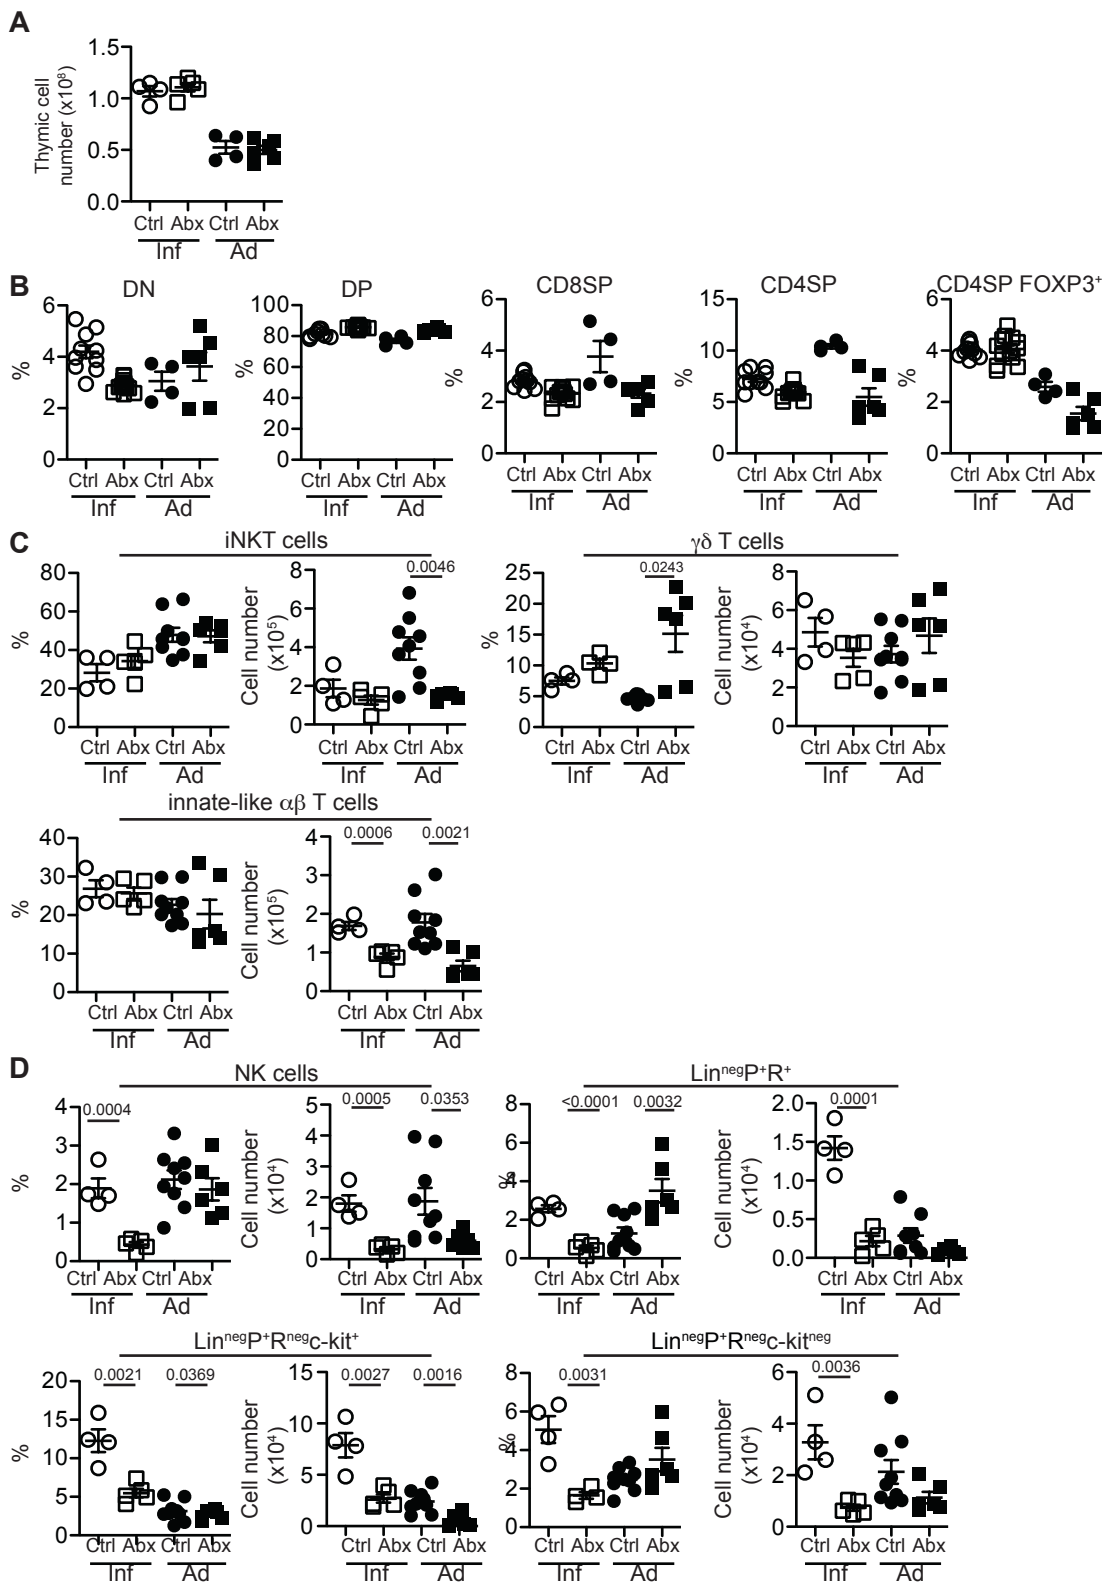 A
Thymic cell
number (x10⁸)
1.5
1.0
0.5
0.0
Ctrl Abx Ctrl Abx
Inf Ad
B
DN
%
6
4
2
0
Ctrl Abx Ctrl Abx
Inf Ad
DP
%
100
80
60
40
20
0
Ctrl Abx Ctrl Abx
Inf Ad
CD8SP
%
6
4
2
0
Ctrl Abx Ctrl Abx
Inf Ad
CD4SP
%
15
10
5
0
Ctrl Abx Ctrl Abx
Inf Ad
CD4SP FOXP3⁺
%
6
4
2
0
Ctrl Abx Ctrl Abx
Inf Ad
C
iNKT cells
%
80
60
40
20
0
Ctrl Abx Ctrl Abx
Inf Ad
Cell number
(x10⁵)
8
6
4
2
0
0.0046
Ctrl Abx Ctrl Abx
Inf Ad
γδ T cells
%
25
20
15
10
5
0
0.0243
Ctrl Abx Ctrl Abx
Inf Ad
Cell number
(x10⁴)
8
6
4
2
0
Ctrl Abx Ctrl Abx
Inf Ad
innate-like αβ T cells
%
40
30
20
10
0
Ctrl Abx Ctrl Abx
Inf Ad
Cell number
(x10⁵)
4
3
2
1
0
0.0006 0.0021
Ctrl Abx Ctrl Abx
Inf Ad
D
NK cells
%
4
3
2
1
0
0.0004
Ctrl Abx Ctrl Abx
Inf Ad
Cell number
(x10⁴)
5
4
3
2
1
0
0.0005 0.0353
Ctrl Abx Ctrl Abx
Inf Ad
LinⁿᵉᵍP⁺R⁺
%
8
6
4
2
0
<0.0001 0.0032
Ctrl Abx Ctrl Abx
Inf Ad
Cell number
(x10⁴)
2.0
1.5
1.0
0.5
0.0
0.0001
Ctrl Abx Ctrl Abx
Inf Ad
LinⁿᵉᵍP⁺Rⁿᵉᵍc-kit⁺
%
20
15
10
5
0
0.0021 0.0369
Ctrl Abx Ctrl Abx
Inf Ad
Cell number
(x10⁴)
15
10
5
0
0.0027 0.0016
Ctrl Abx Ctrl Abx
Inf Ad
LinⁿᵉᵍP⁺Rⁿᵉᵍc-kitⁿᵉᵍ
%
8
6
4
2
0
0.0031
Ctrl Abx Ctrl Abx
Inf Ad
Cell number
(x10⁴)
6
4
2
0
0.0036
Ctrl Abx Ctrl Abx
Inf Ad